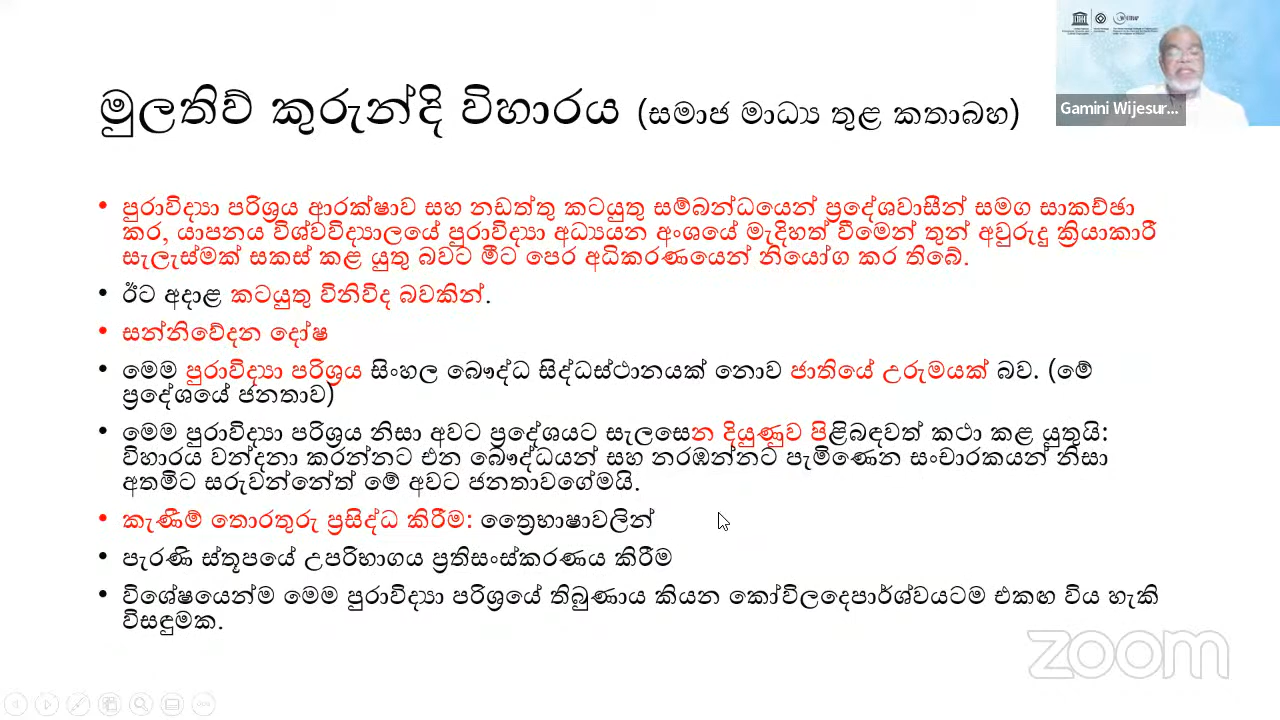 මුලතිව් කුරුන්දි විහාරය (සමාජ මාධ්‍ය තුළ කතාබහ)
Gamini Wijesur...
• පුරාවිද්‍යා පරිශ්‍රය ආරක්ෂාව සහ නඩත්තු කටයුතු සම්බන්ධයෙන් ප්‍රදේශවාසීන් සමග සාකච්ඡා
කර, යාපනය විශ්වවිද්‍යාලයේ පුරාවිද්‍යා අධ්‍යයන අංශයේ මැදිහත් වීමෙන් තුන් අවුරුදු ක්‍රියාකාරී
සැලැස්මක් සකස් කළ යුතු බවට මීට පෙර අධිකරණයෙන් නියෝග කර තිබේ.
• ඊට අදාළ කටයුතු විනිවිද බවකින්.
• සන්නිවේදන දෝෂ
• මෙම පුරාවිද්‍යා පරිශ්‍රය සිංහල බෞද්ධ සිද්ධස්ථානයක් නොව ජාතියේ උරුමයක් බව. (මේ
ප්‍රදේශයේ ජනතාව)
• මෙම පුරාවිද්‍යා පරිශ්‍රය නිසා අවට ප්‍රදේශයට සැලසෙන දියුණුව පිළිබඳවත් කථා කළ යුතුයි:
විහාරය වන්දනා කරන්නට එන බෞද්ධයන් සහ නරඹන්නට පැමිණෙන සංචාරකයන් නිසා
අතමිට සරුවන්නේත් මේ අවට ජනතාවගේමයි.
• කැණීම් තොරතුරු ප්‍රසිද්ධ කිරීම: ත්‍රෛභාෂාවලින්
• පැරණි ස්තූපයේ උපරිභාගය ප්‍රතිසංස්කරණය කිරීම
• විශේෂයෙන්ම මෙම පුරාවිද්‍යා පරිශ්‍රයේ තිබුණාය කියන කෝවිලදෙපාර්ශ්වයටම එකඟ විය හැකි
විසඳුමක.
zoom